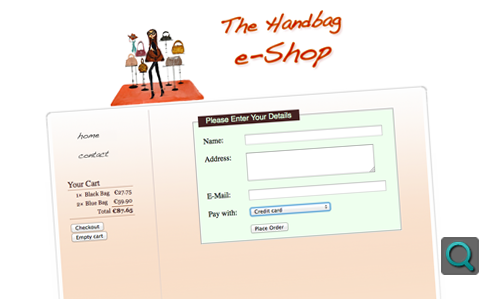 The Handbag
e-Shop
home
contact
Your Cart
1× Black Bag €27.75
2× Blue Bag €59.90
Total €87.65
Checkout
Empty cart
Please Enter Your Details
Name:
Address:
E-Mail:
Pay with: Credit card
Place Order